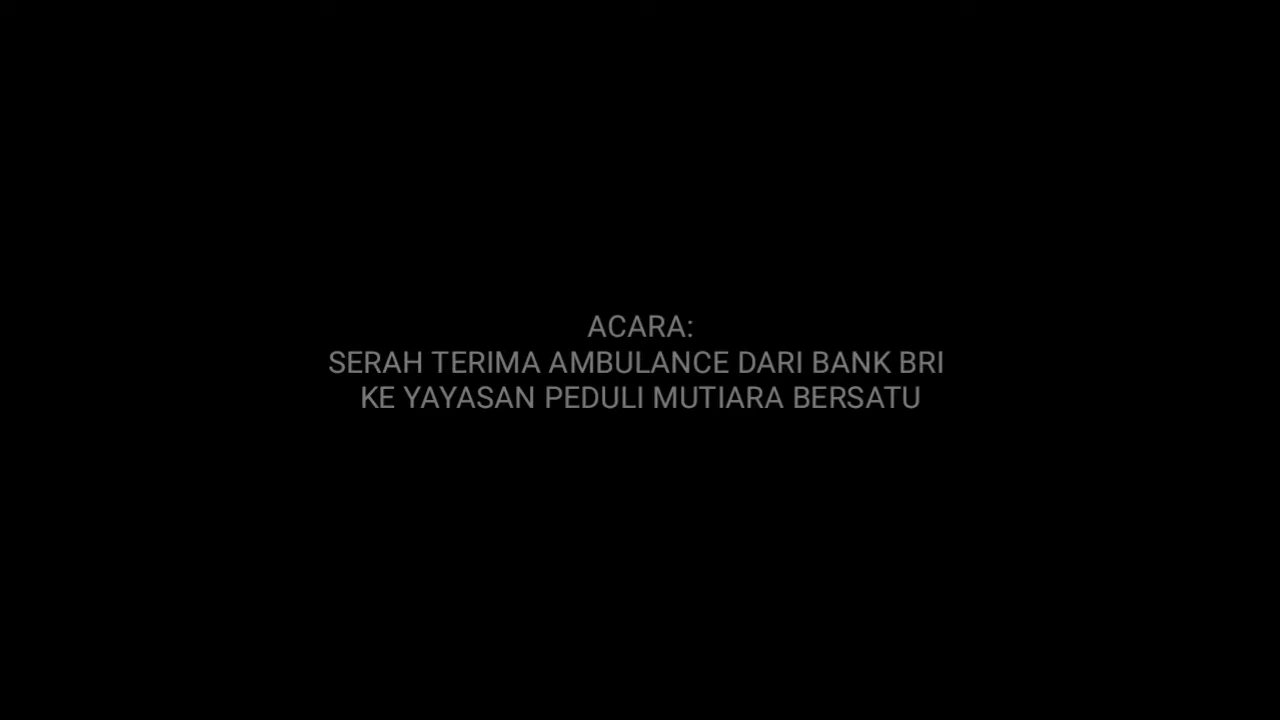 ACARA:
SERAH TERIMA AMBULANCE DARI BANK BRI
KE YAYASAN PEDULI MUTIARA BERSATU